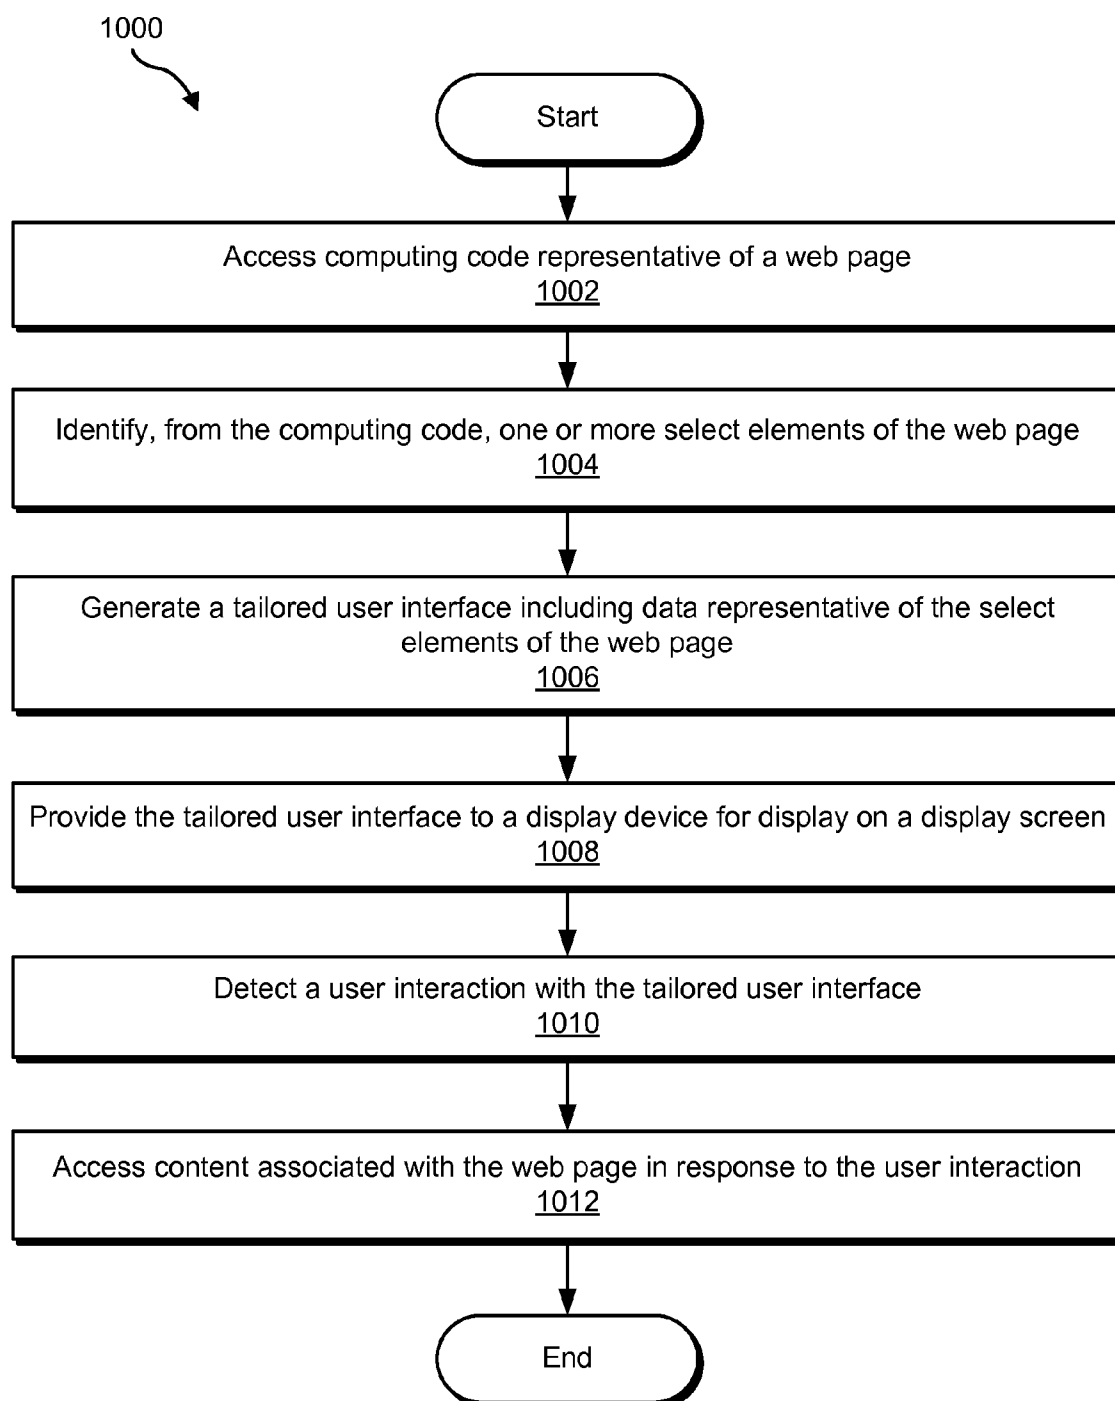 1000
Start
Access computing code representative of a web page
1002
Identify, from the computing code, one or more select elements of the web page
1004
Generate a tailored user interface including data representative of the select
elements of the web page
1006
Provide the tailored user interface to a display device for display on a display screen
1008
Detect a user interaction with the tailored user interface
1010
Access content associated with the web page in response to the user interaction
1012
End